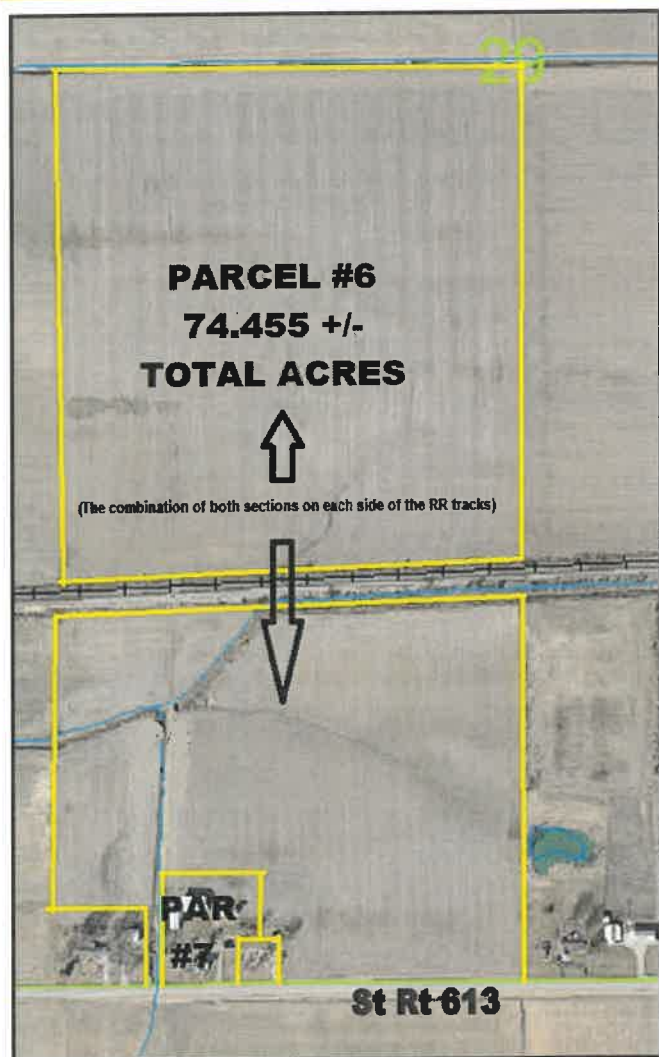 29
PARCEL #6
74.455 +/-
TOTAL ACRES
(The combination of both sections on each side of the RR tracks)
PAR
#7
St Rt 613